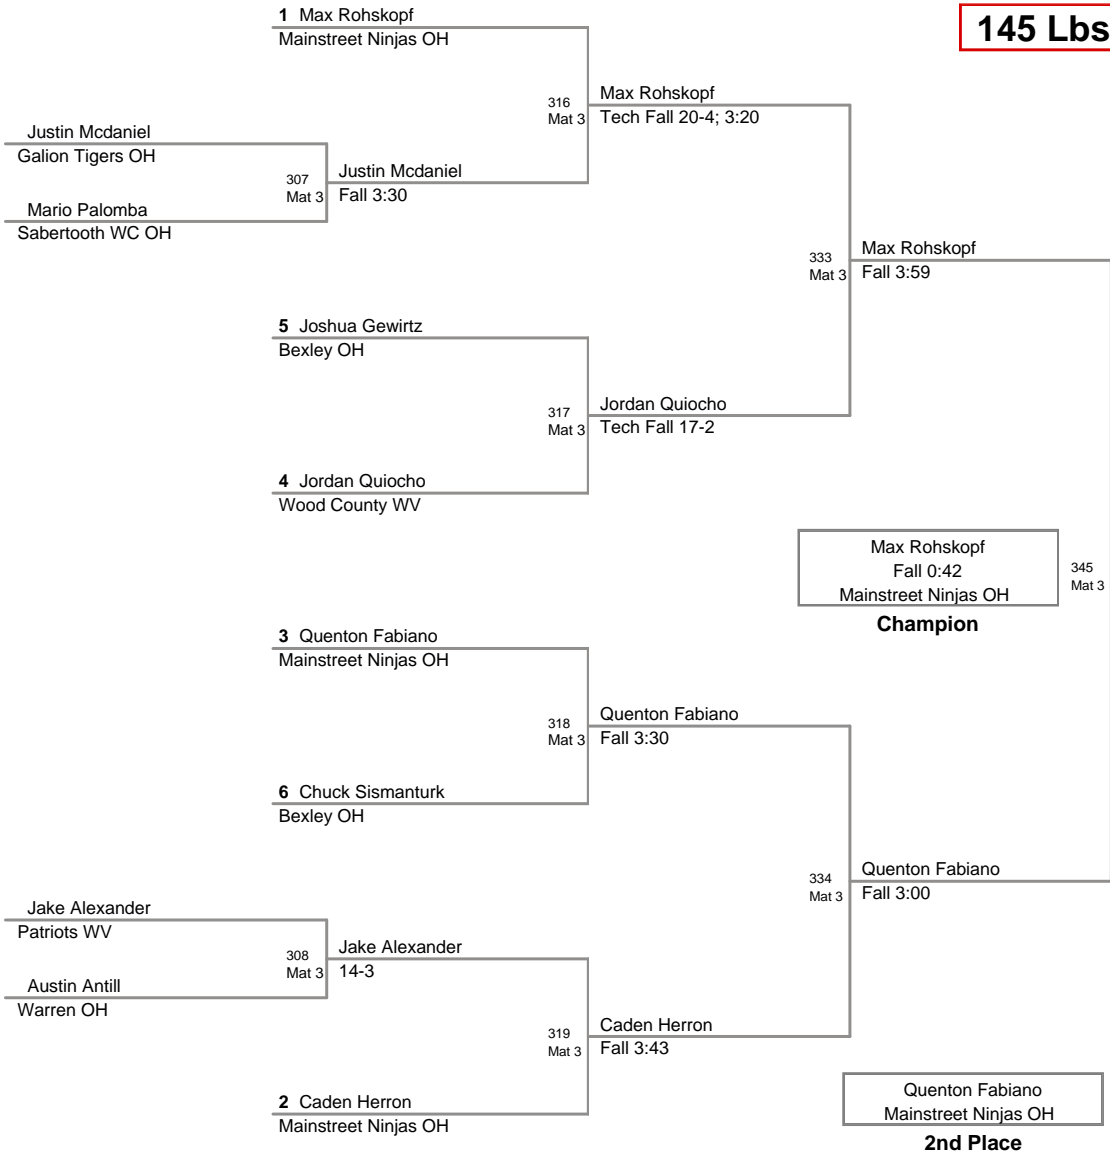 1 Max Rohskopf
Mainstreet Ninjas OH
145 Lbs
316
Mat 3
Max Rohskopf
Tech Fall 20-4; 3:20
Justin Mcdaniel
Galion Tigers OH
307
Mat 3
Justin Mcdaniel
Fall 3:30
Mario Palomba
Sabertooth WC OH
333
Mat 3
Max Rohskopf
Fall 3:59
5 Joshua Gewirtz
Bexley OH
317
Mat 3
Jordan Quiocho
Tech Fall 17-2
4 Jordan Quiocho
Wood County WV
Max Rohskopf
Fall 0:42
Mainstreet Ninjas OH
Champion
345
Mat 3
3 Quenton Fabiano
Mainstreet Ninjas OH
318
Mat 3
Quenton Fabiano
Fall 3:30
6 Chuck Sismanturk
Bexley OH
334
Mat 3
Quenton Fabiano
Fall 3:00
Jake Alexander
Patriots WV
308
Mat 3
Jake Alexander
14-3
Austin Antill
Warren OH
319
Mat 3
Caden Herron
Fall 3:43
2 Caden Herron
Mainstreet Ninjas OH
Quenton Fabiano
Mainstreet Ninjas OH
2nd Place